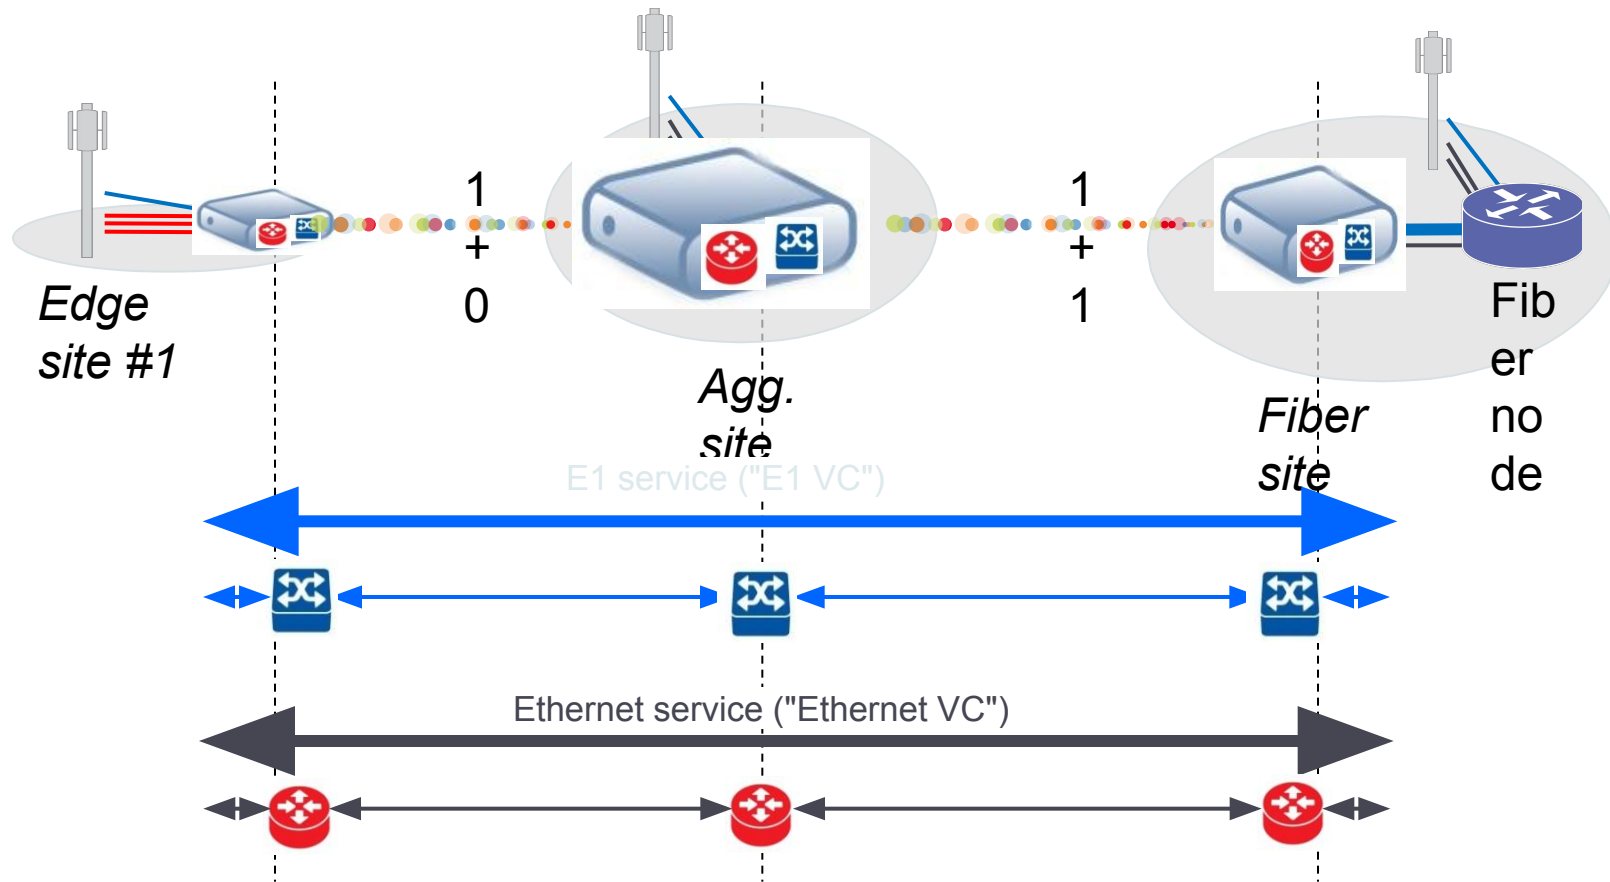 1
+
0
1
+
1
Edge
site #1
Agg.
site
Fiber
site
Fib
er
no
de
E1 service ("E1 VC")
Ethernet service ("Ethernet VC")